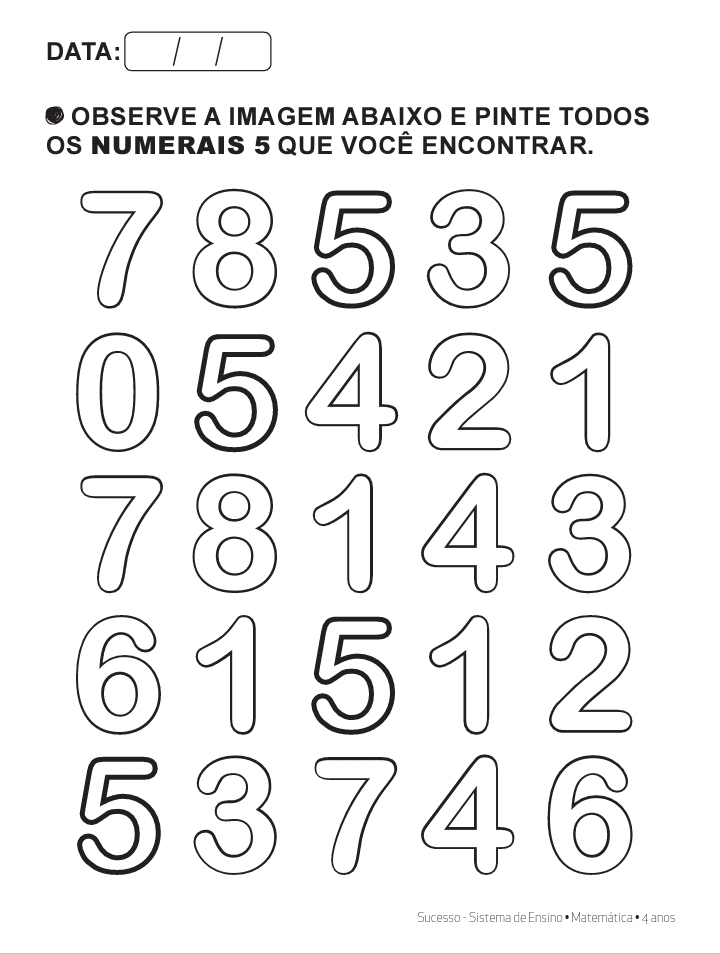 DATA: / /
OBSERVE A IMAGEM ABAIXO E PINTE TODOS
OS NUMERAIS 5 QUE VOCÊ ENCONTRAR.
7 8 5 3 5
0 5 4 2 1
7 8 1 4 3
6 1 5 1 2
5 3 7 4 6
Sucesso - Sistema de Ensino • Matemática • 4 anos